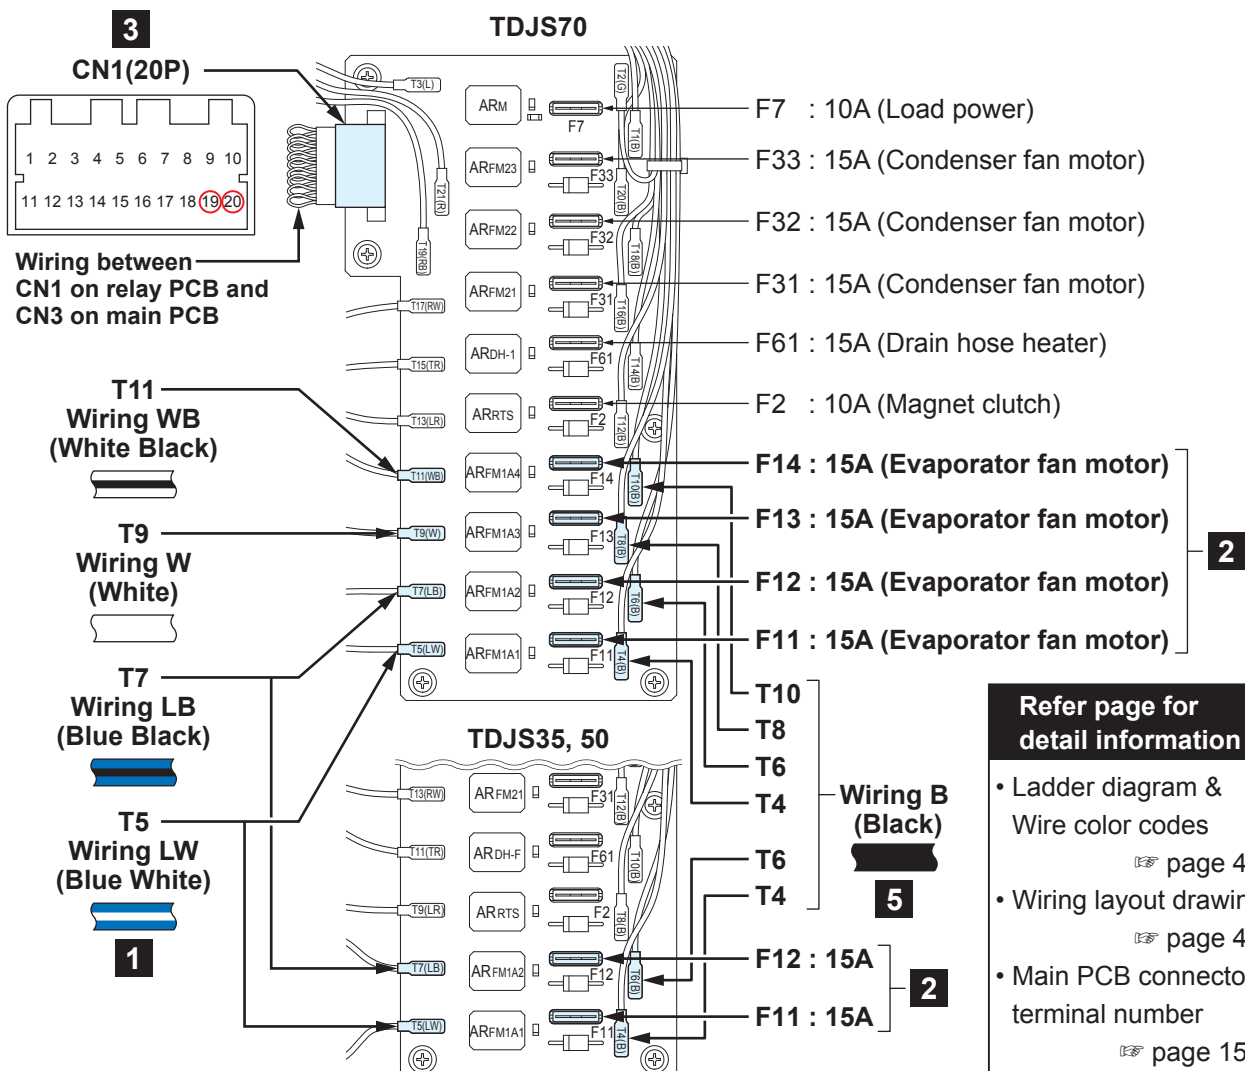 3
CN1(20P)
1 2 3 4 5 6 7 8 9 10
11 12 13 14 15 16 17 18 19 20
Wiring between
CN1 on relay PCB and
CN3 on main PCB
T11
Wiring WB
(White Black)
T9
Wiring W
(White)
T7
Wiring LB
(Blue Black)
T5
Wiring LW
(Blue White)
1
TDJS70
T3(L)
T21(R)
T19(RB)
T17(RW)
T15(TR)
T13(LR)
T11(WB)
T9(W)
T7(LB)
T5(LW)
ARM
F7
ARFM23
F33
ARFM22
F32
ARFM21
F31
ARDH-1
F61
ARRTS
F2
ARFM1A4
F14
ARFM1A3
F13
ARFM1A2
F12
ARFM1A1
F11
T2(G)
T1(B)
T20(B)
T18(B)
T16(B)
T14(B)
T12(B)
T10(B)
T8(B)
T6(B)
T4(B)
F7 : 10A (Load power)
F33 : 15A (Condenser fan motor)
F32 : 15A (Condenser fan motor)
F31 : 15A (Condenser fan motor)
F61 : 15A (Drain hose heater)
F2 : 10A (Magnet clutch)
F14 : 15A (Evaporator fan motor)
F13 : 15A (Evaporator fan motor)
F12 : 15A (Evaporator fan motor)
F11 : 15A (Evaporator fan motor)
2
T10
T8
T6
T4
T6
T4
Wiring B
(Black)
5
TDJS35, 50
T13(RW)
T11(TR)
T9(LR)
T7(LB)
T5(LW)
ARFM21
F31
ARDH-F
F61
ARRTS
F2
ARFM1A2
F12
ARFM1A1
F11
T12(B)
T10(B)
T8(B)
T6(B)
T4(B)
F12 : 15A
F11 : 15A
2
Refer page for
detail information
• Ladder diagram &
Wire color codes
☞ page 4
• Wiring layout drawin
☞ page 4
• Main PCB connecto
terminal number
☞ page 15